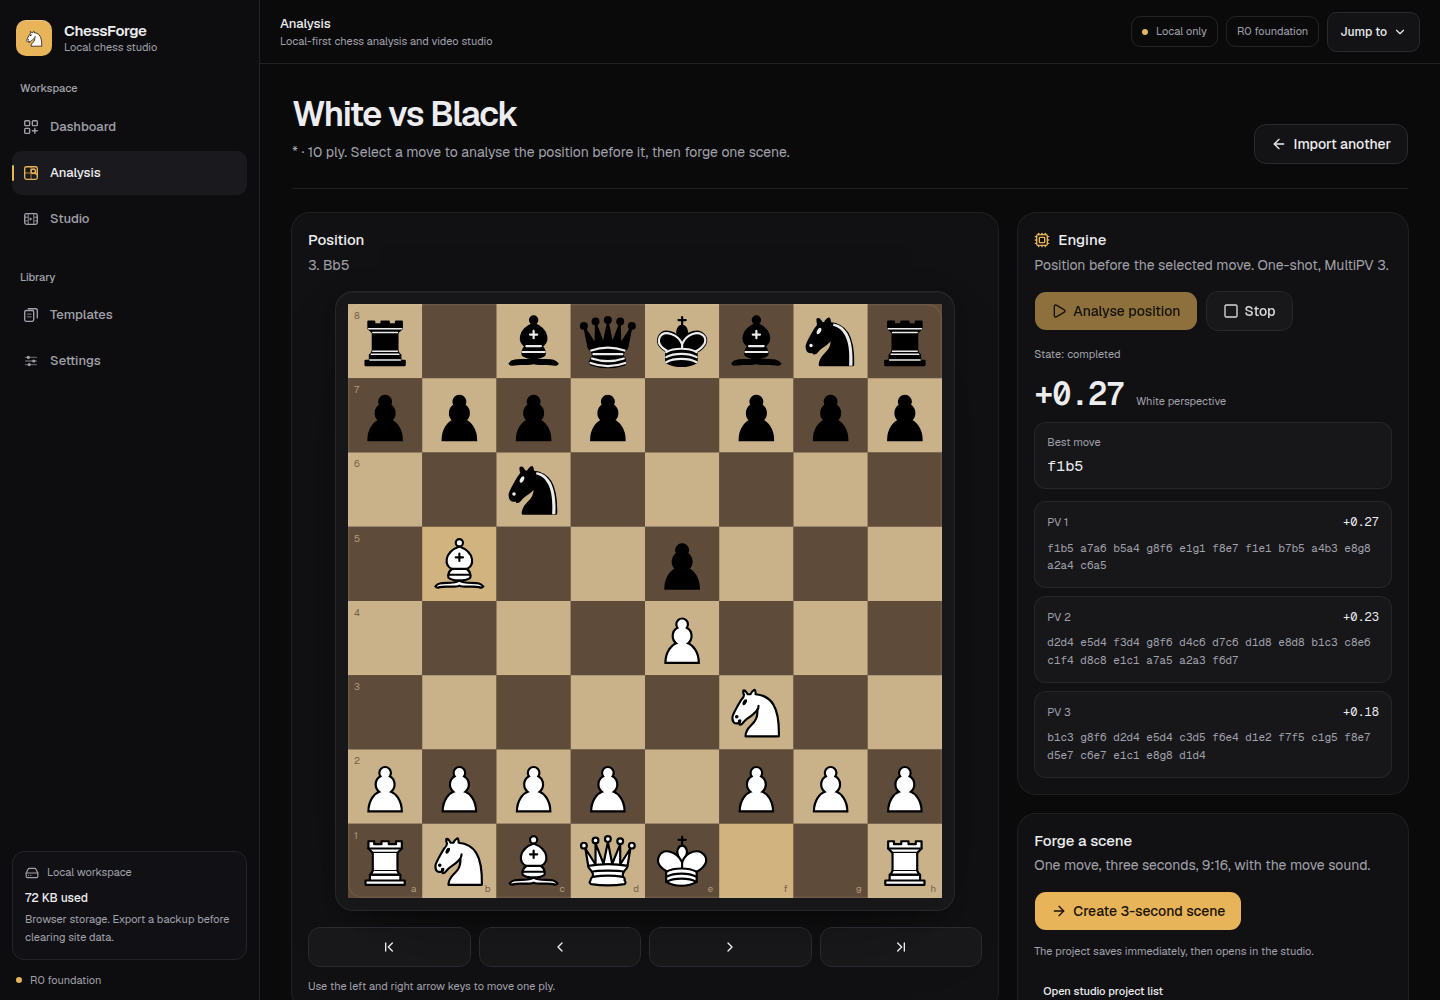 ChessForge
Local chess studio
Workspace
Dashboard
Analysis
Studio
Library
Templates
Settings
Local workspace
72 KB used
Browser storage. Export a backup before
clearing site data.
R0 foundation
Analysis
Local-first chess analysis and video studio
Local only
R0 foundation
Jump to
White vs Black
* · 10 ply. Select a move to analyse the position before it, then forge one scene.
Import another
Position
3. Bb5
8
7
6
5
4
3
2
1
a
b
c
d
e
f
g
h
Use the left and right arrow keys to move one ply.
Engine
Position before the selected move. One-shot, MultiPV 3.
Analyse position
Stop
State: completed
+0.27 White perspective
Best move
f1b5
PV 1 +0.27
f1b5 a7a6 b5a4 g8f6 e1g1 f8e7 f1e1 b7b5 a4b3 e8g8
a2a4 c6a5
PV 2 +0.23
d2d4 e5d4 f3d4 g8f6 d4c6 d7c6 d1d8 e8d8 b1c3 c8e6
c1f4 d8c8 e1c1 a7a5 a2a3 f6d7
PV 3 +0.18
b1c3 g8f6 d2d4 e5d4 c3d5 f6e4 d1e2 f7f5 c1g5 f8e7
d5e7 c6e7 e1c1 e8g8 d1d4
Forge a scene
One move, three seconds, 9:16, with the move sound.
Create 3-second scene
The project saves immediately, then opens in the studio.
Open studio project list